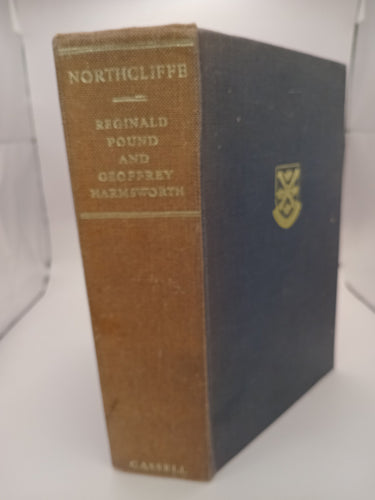 NORTHCLIFFE
REGINALD
POUND
AND
GEOFFREY
HARMSWORTH
CASSELL